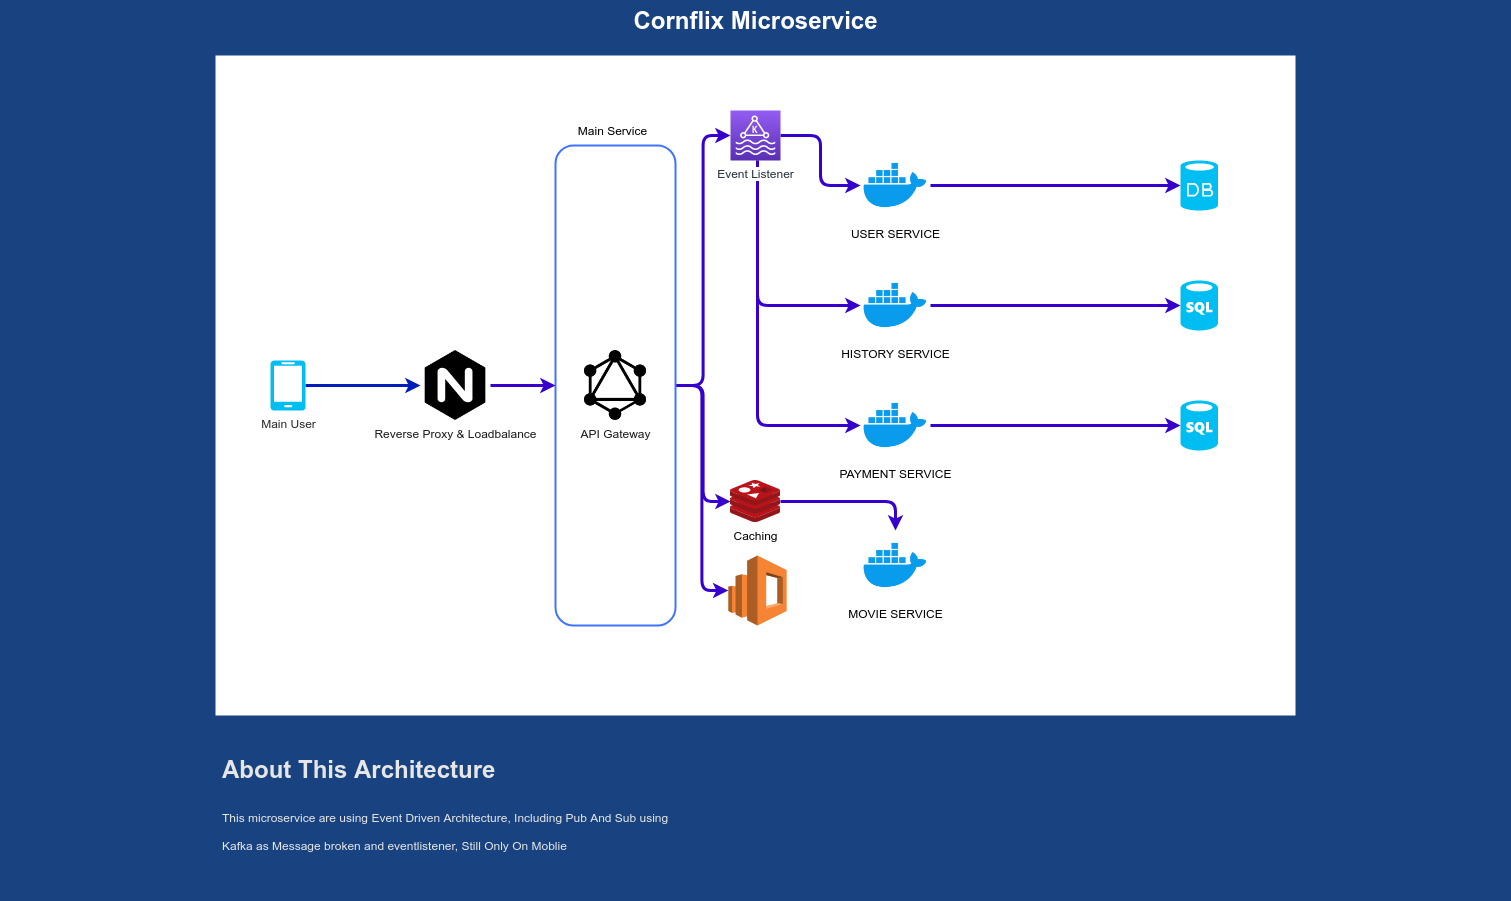 Cornflix Microservice
Main Service
K
Event Listener
DB
USER SERVICE
SQL
HISTORY SERVICE
N
Main User
Reverse Proxy & Loadbalance
API Gateway
SQL
PAYMENT SERVICE
Caching
MOVIE SERVICE
About This Architecture
This microservice are using Event Driven Architecture, Including Pub And Sub using
Kafka as Message broken and eventlistener, Still Only On Moblie